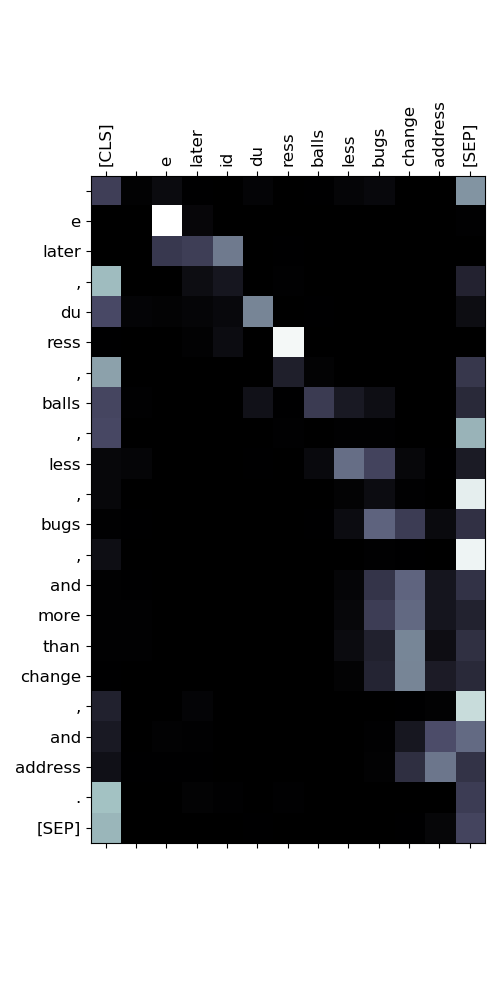 [CLS] e later id du ress balls less bugs change address [SEP]
e
later
,
du
ress
,
balls
,
less
,
bugs
,
and
more
than
change
,
and
address
.
[SEP]